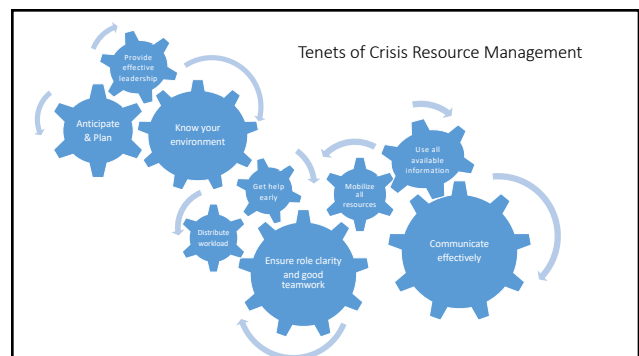 Tenets of Crisis Resource Management
Provide
effective
leadership
Anticipate
& Plan
Know your
environment
Get help
early
Distribute
workload
Ensure role clarity
and good
teamwork
Mobilize
all
resources
Use all
available
information
Communicate
effectively